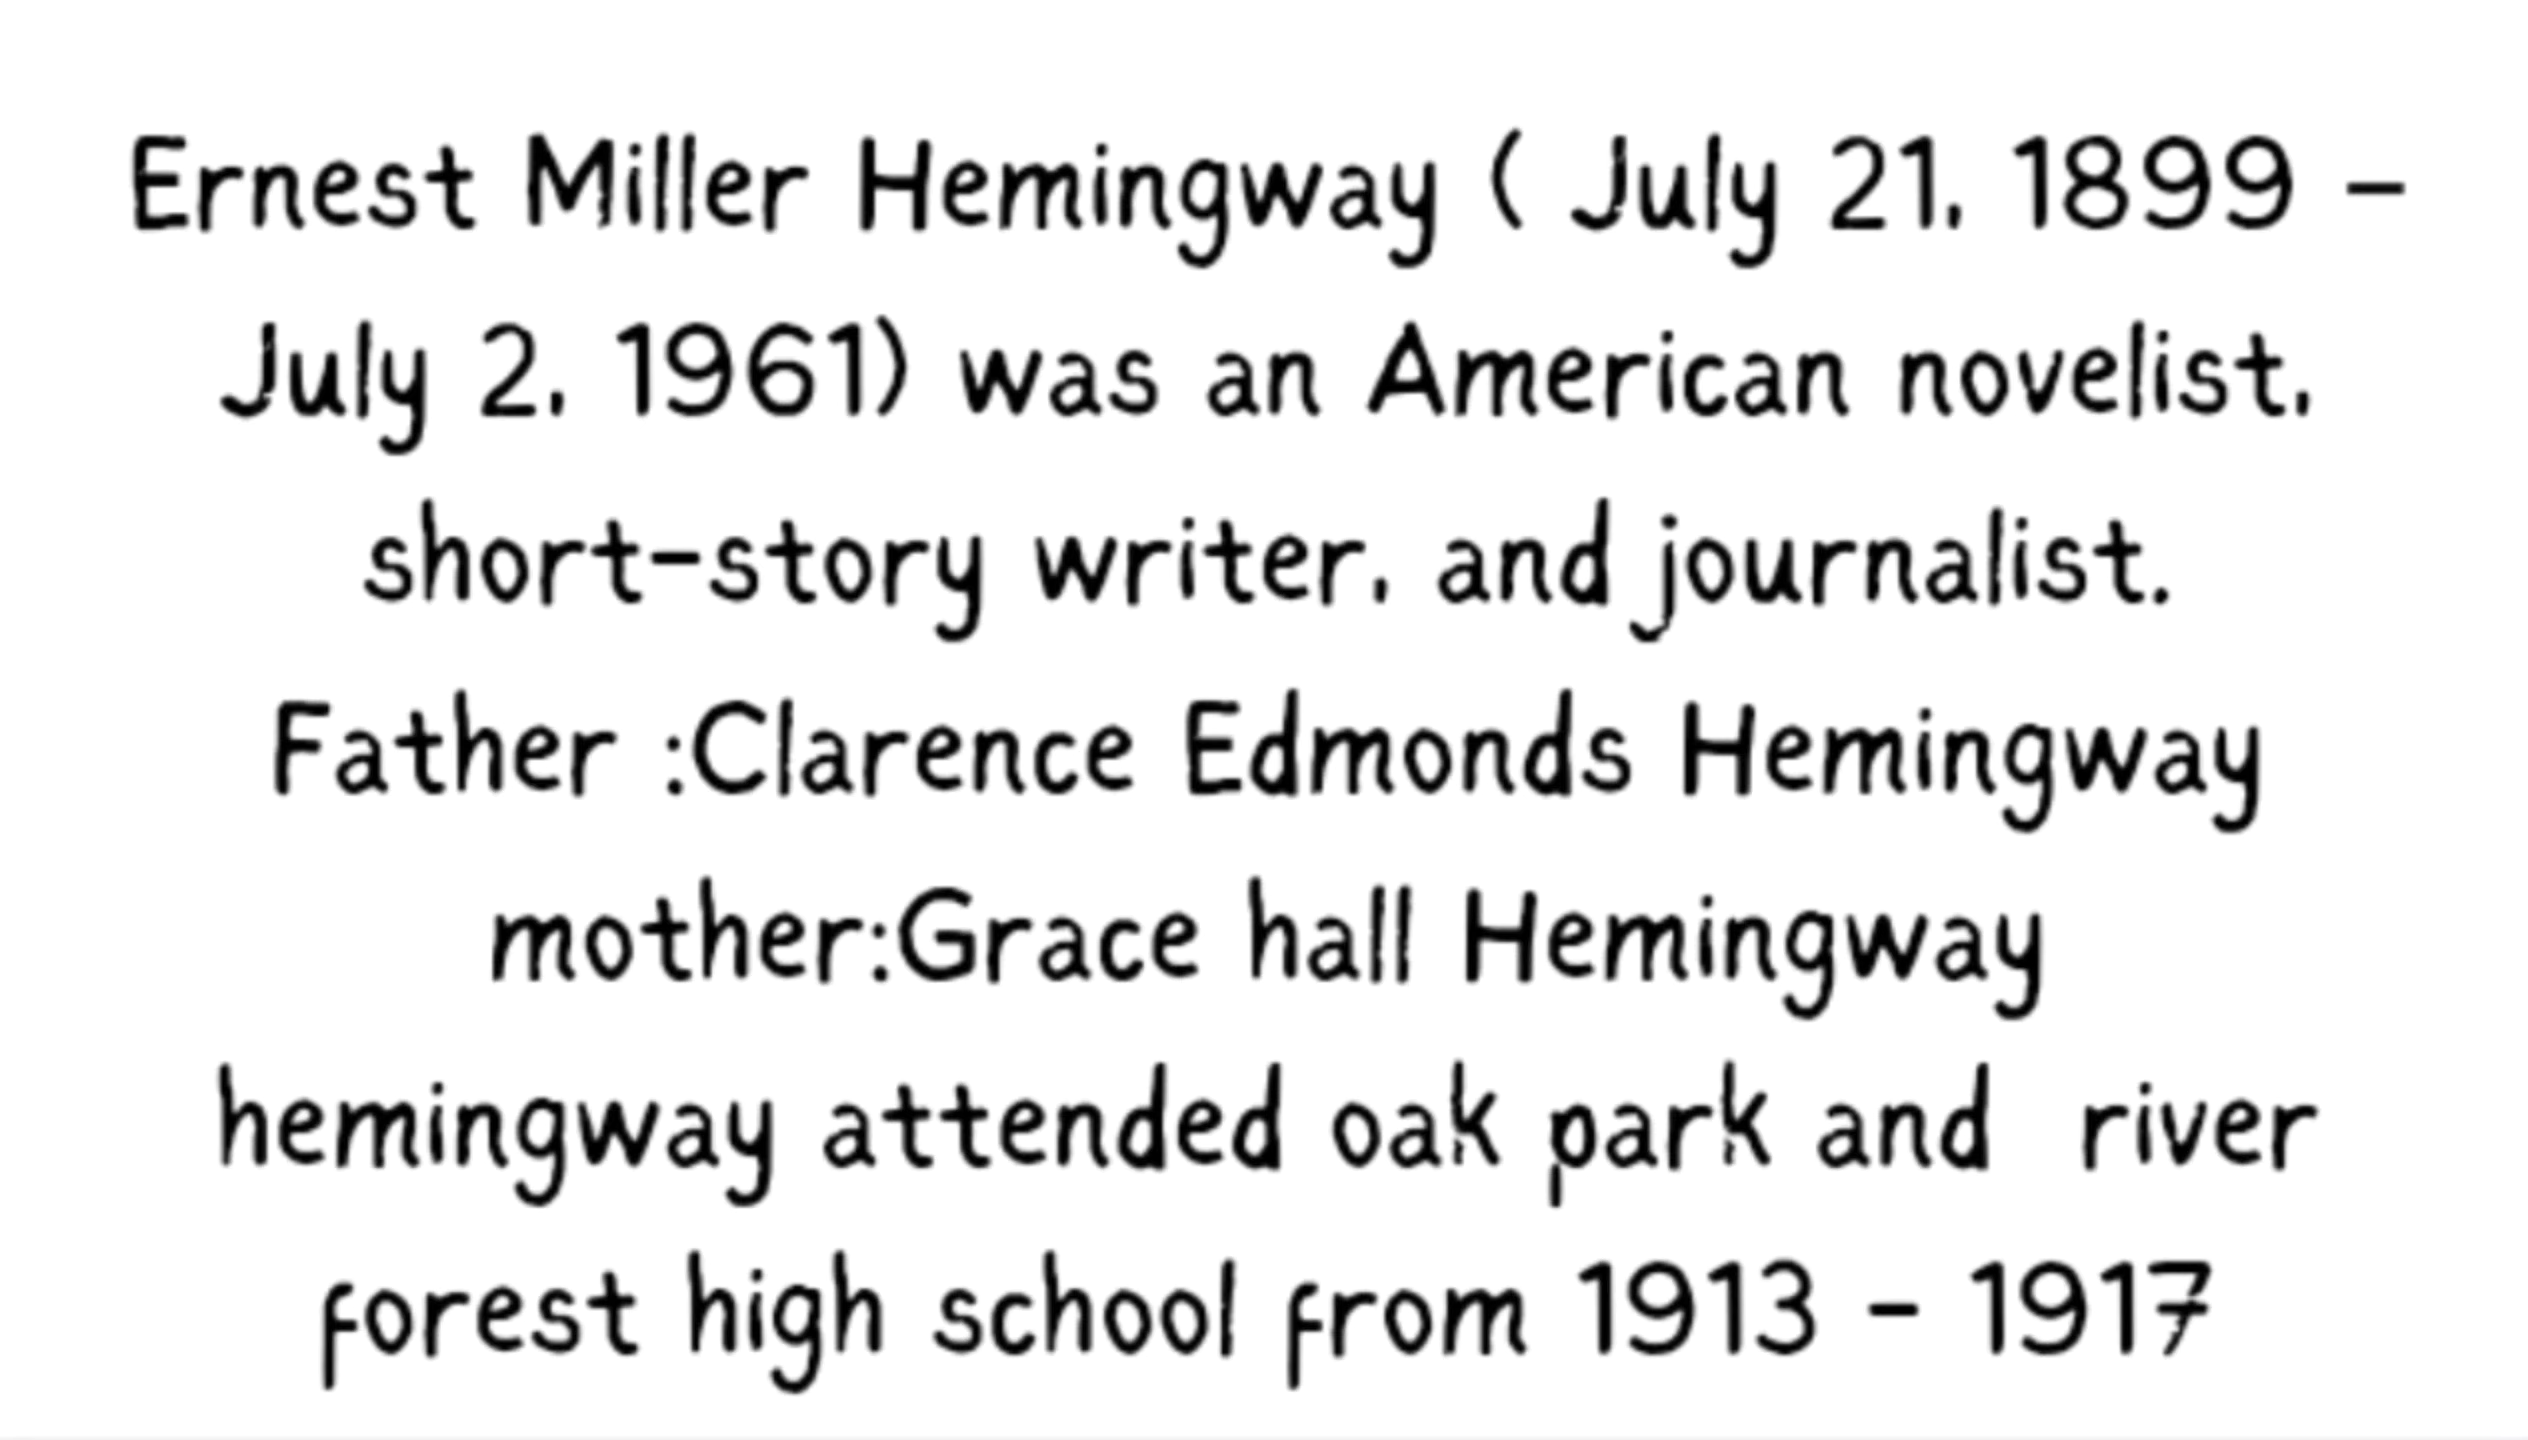 Ernest Miller Hemingway ( July 21, 1899 –
July 2, 1961) was an American novelist,
short-story writer, and journalist.
Father :Clarence Edmonds Hemingway
mother:Grace hall Hemingway
hemingway attended oak park and  river
forest high school from 1913 - 1917